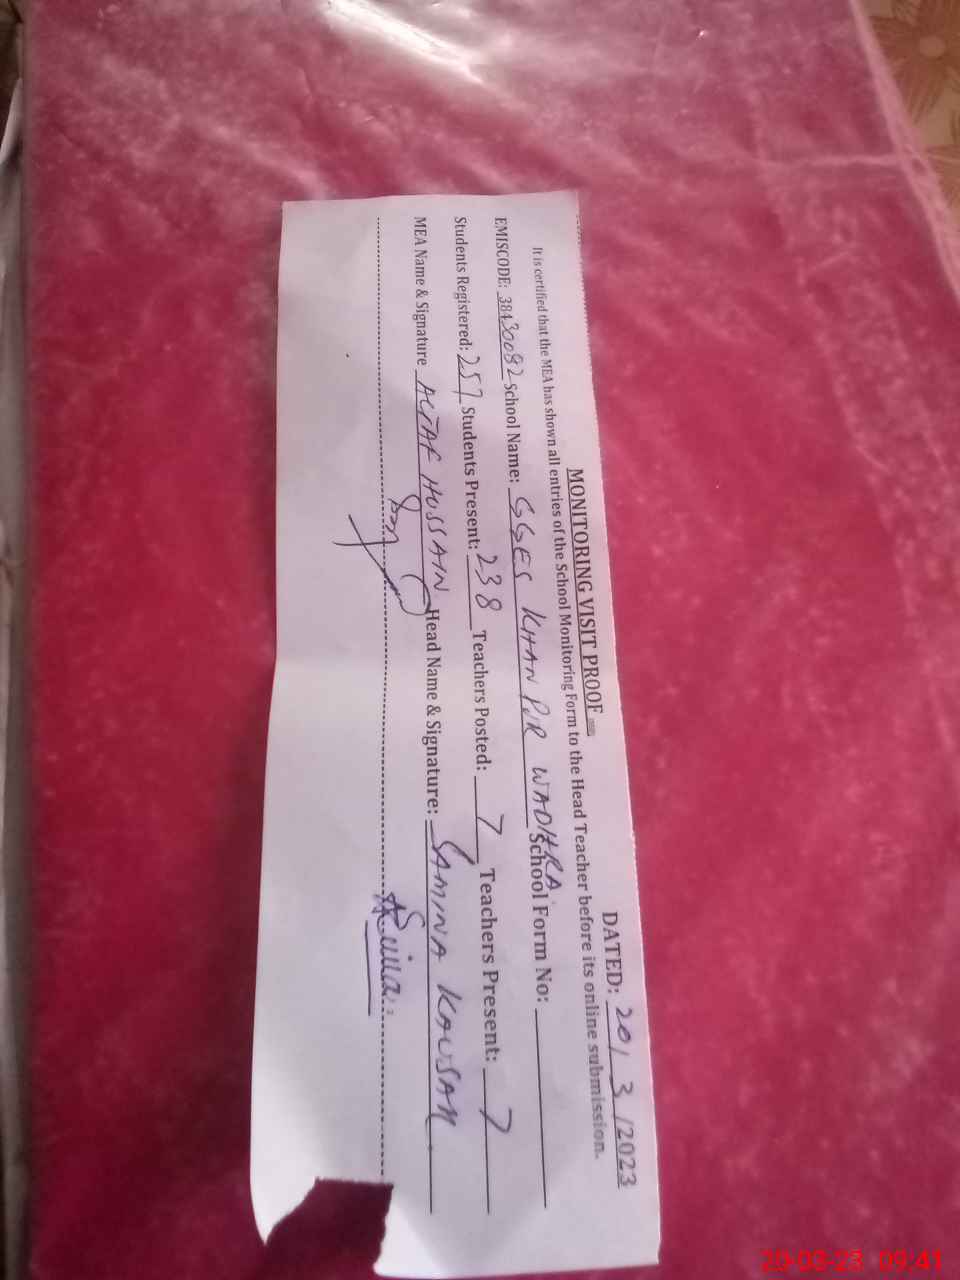 MONITORING VISIT PROOF
DATED: 20/ 3 /2023
It is certified that the MEA has shown all entries of the School Monitoring Form to the Head Teacher before its online submission.
EMISCODE: 38430082 School Name: GGES KHAN PUR WADHRA School Form No:
Students Registered: 257 Students Present: 238 Teachers Posted: 7 Teachers Present: 7
MEA Name & Signature ALTAF HUSSAIN Head Name & Signature: SAMINA KAUSAR
20-03-23 09:41